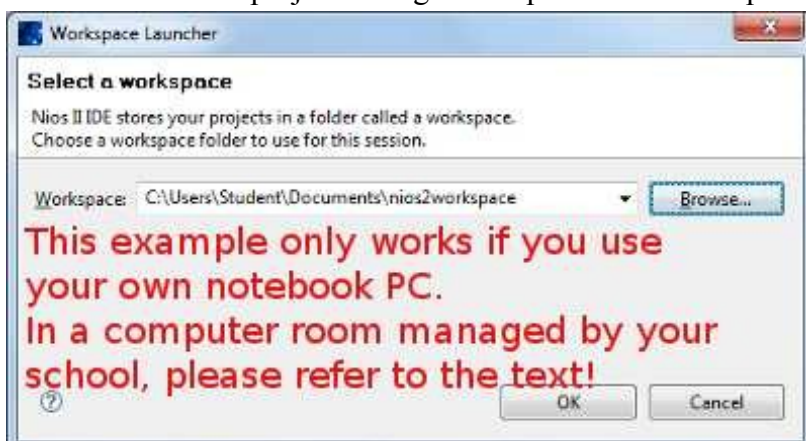 Workspace Launcher
Select a workspace
Nios II IDE stores your projects in a folder called a workspace.
Choose a workspace folder to use for this session.
Workspace: C:\Users\Student\Documents\nios2workspace Browse...
This example only works if you use
your own notebook PC.
In a computer room managed by your
school, please refer to the text!
OK Cancel